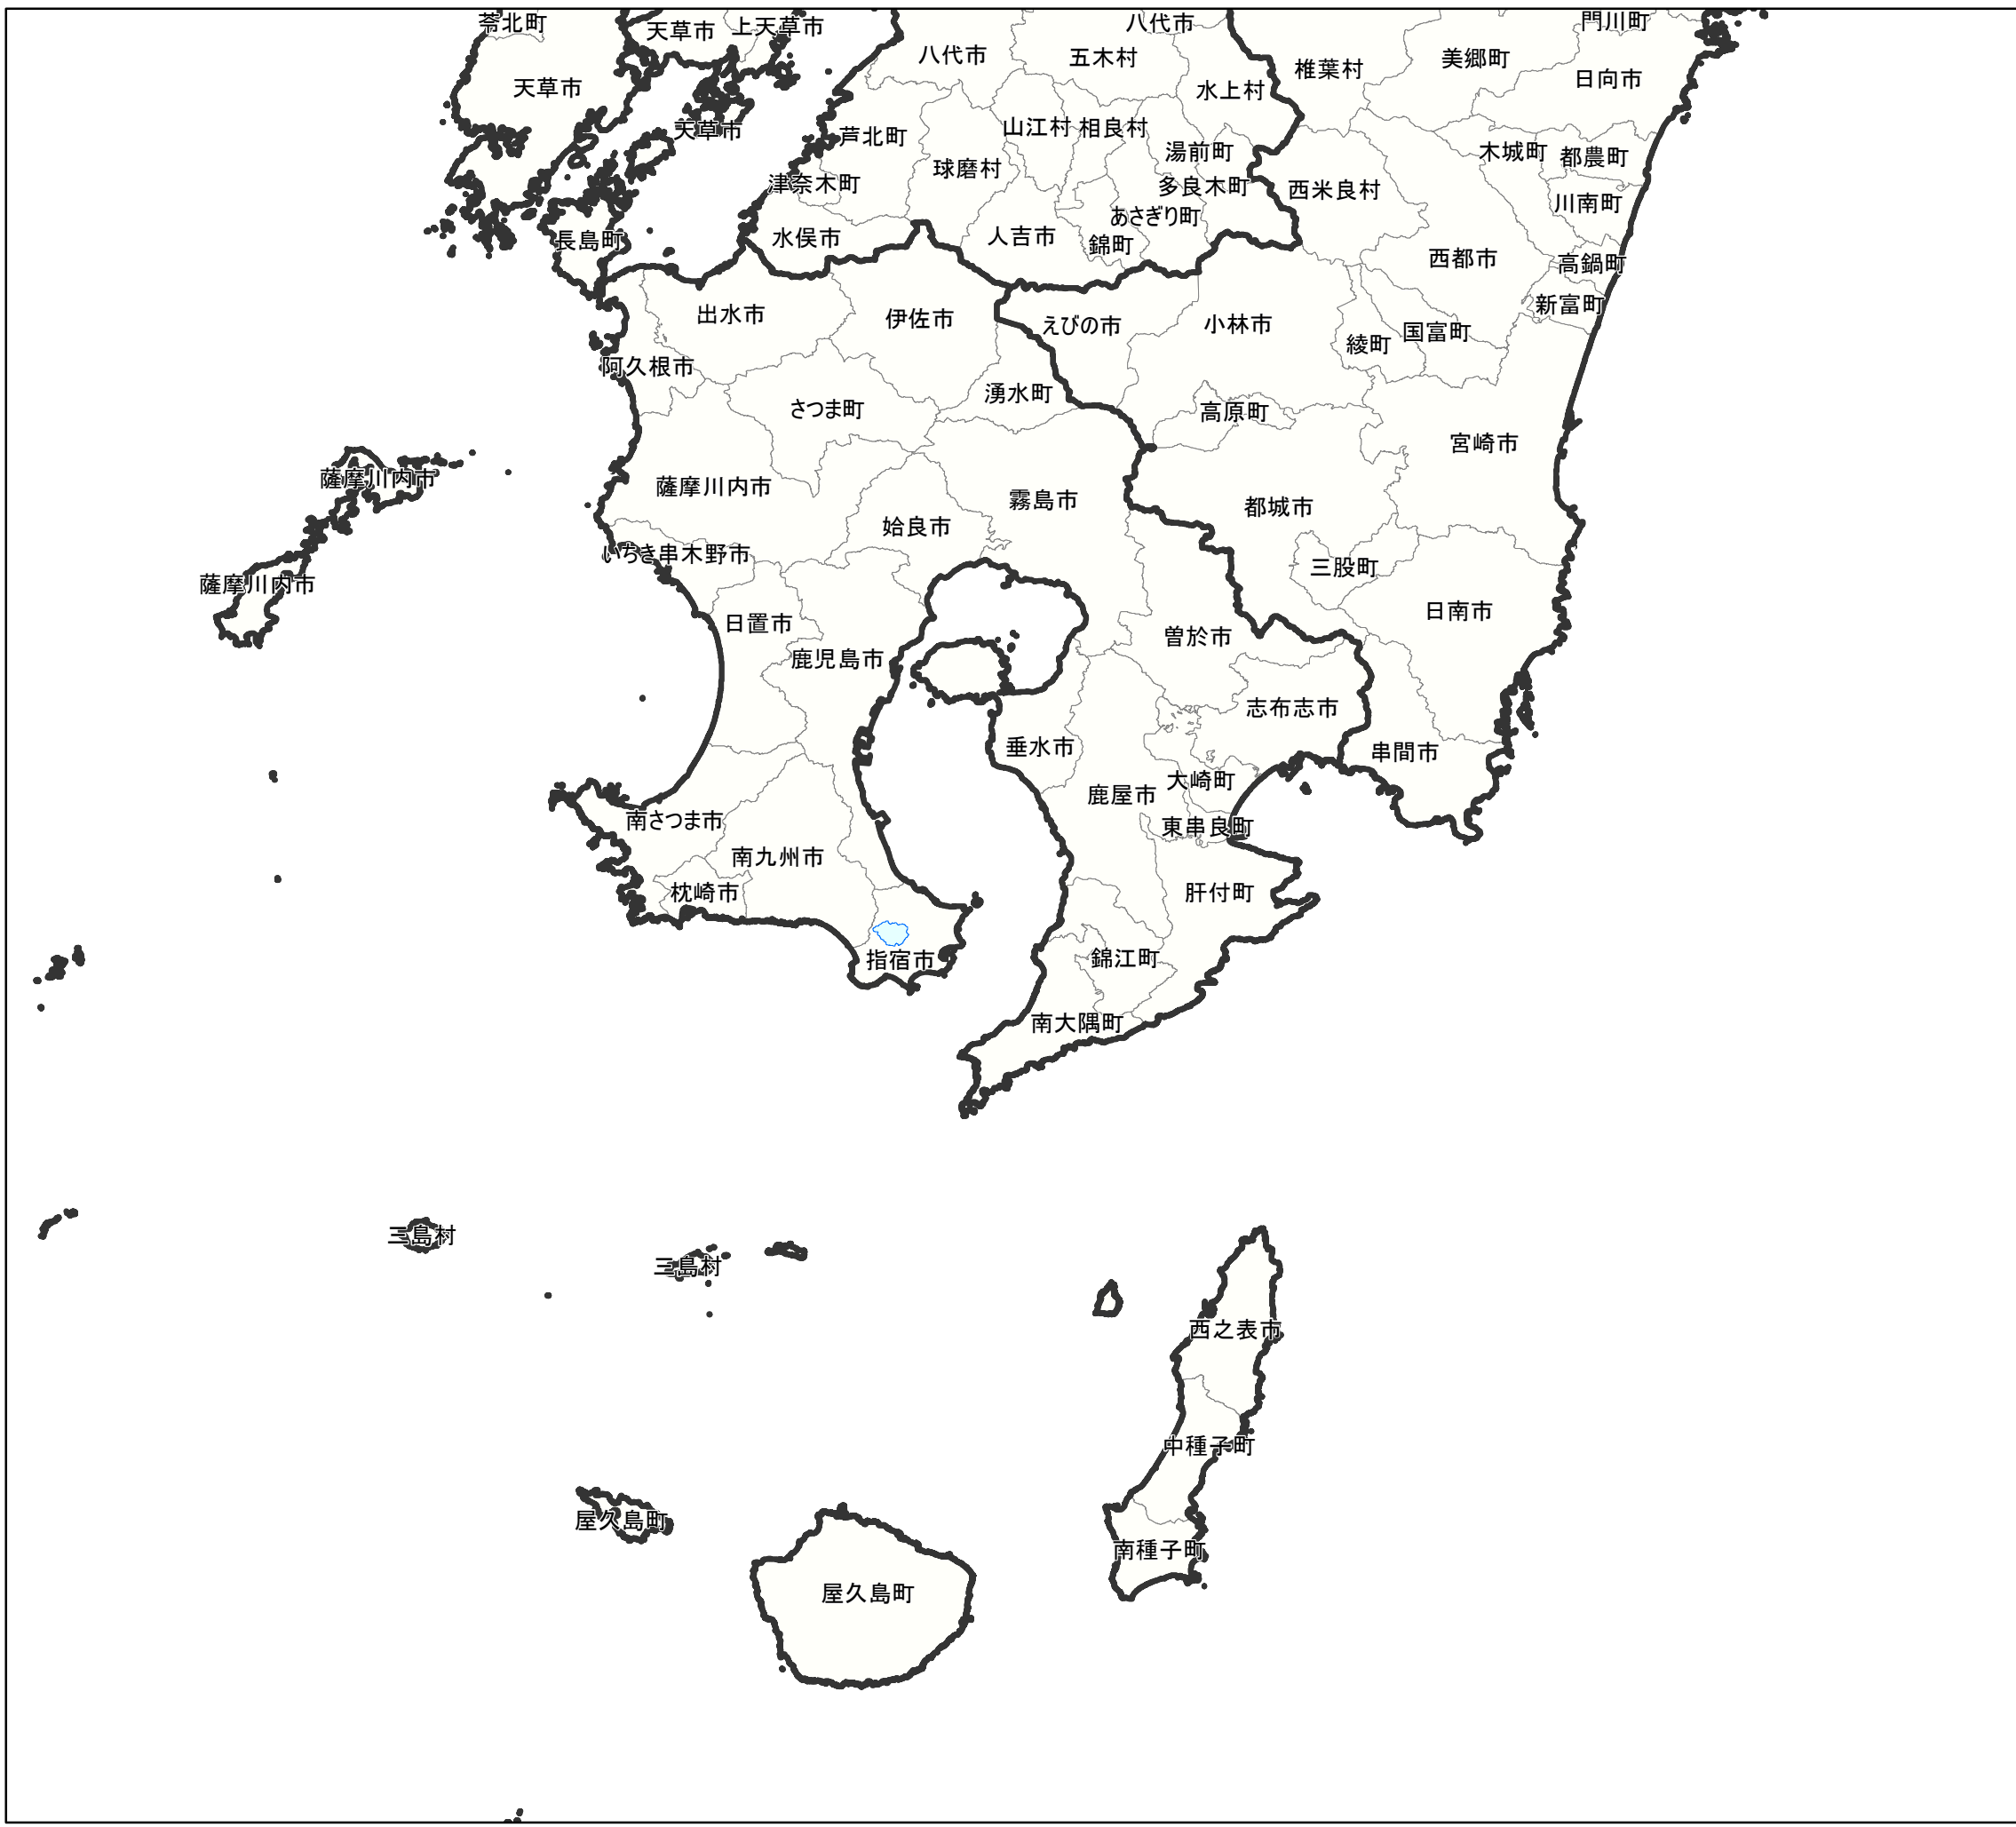 苓北町
天草市
上天草市
八代市
門川町
八代市
五木村
椎葉村
美郷町
日向市
天草市
水上村
天草市
芦北町
山江村
相良村
湯前町
木城町
都農町
球磨村
津奈木町
多良木町
西米良村
川南町
あさぎり町
長島町
水俣市
人吉市
錦町
西都市
高鍋町
新富町
出水市
伊佐市
えびの市
小林市
国富町
綾町
阿久根市
湧水町
さつま町
高原町
宮崎市
薩摩川内市
薩摩川内市
霧島市
都城市
姶良市
いちき串木野市
三股町
薩摩川内市
日置市
日南市
曽於市
鹿児島市
志布志市
垂水市
串間市
大崎町
鹿屋市
南さつま市
東串良町
南九州市
枕崎市
肝付町
指宿市
錦江町
南大隅町
三島村
三島村
西之表市
中種子町
屋久島町
南種子町
屋久島町